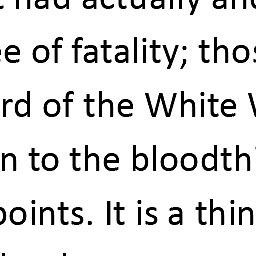 had actually and
ee of fatality; thos
rd of the White
n to the bloodth
points. It is a thin